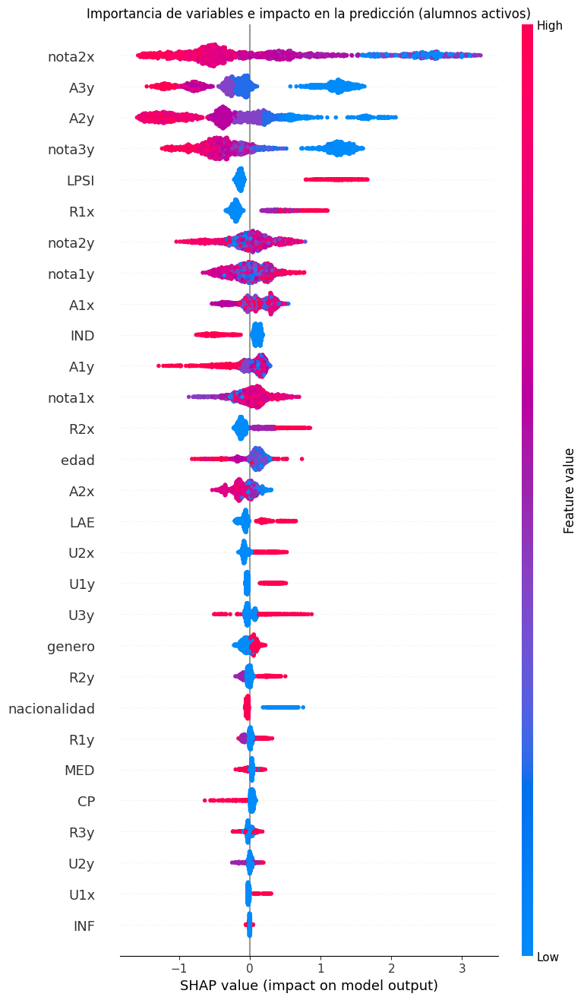 Importancia de variables e impacto en la predicción (alumnos activos)
High
nota2x
A3y
A2y
nota3y
LPSI
R1x
nota2y
nota1y
A1x
IND
A1y
nota1x
R2x
edad
A2x
LAE
U2x
U1y
U3y
genero
R2y
nacionalidad
R1y
MED
CP
R3y
U2y
U1x
INF
Feature value
Low
−1 0 1 2 3
SHAP value (impact on model output)